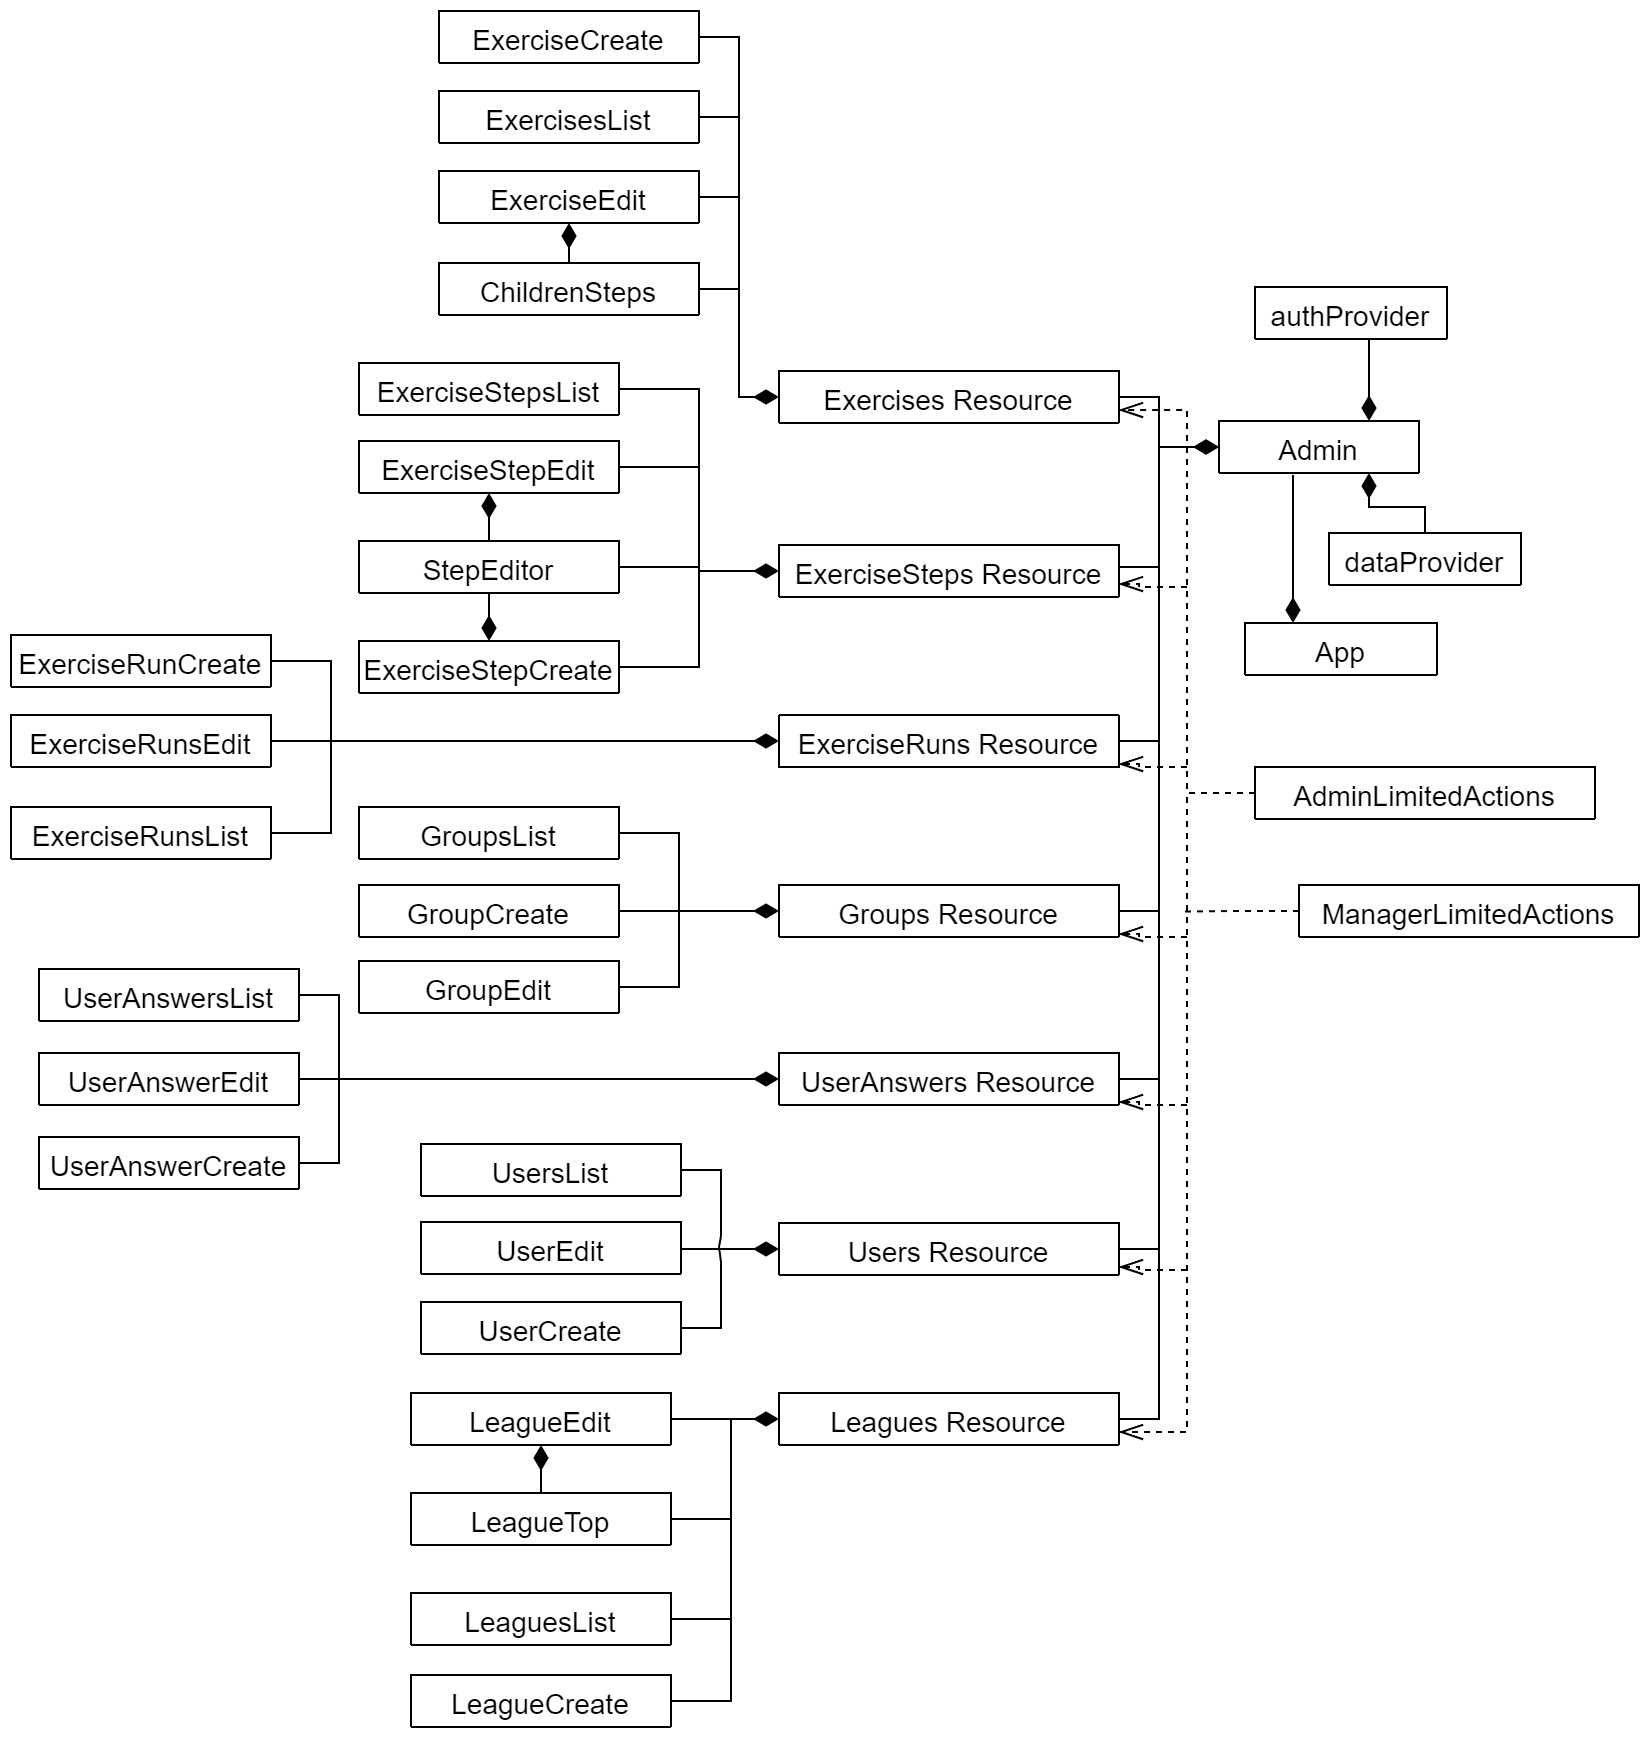 ExerciseCreate
ExercisesList
ExerciseEdit
ChildrenSteps
authProvider
ExerciseStepsList
Exercises Resource
Admin
ExerciseStepEdit
dataProvider
StepEditor
ExerciseSteps Resource
App
ExerciseRunCreate
ExerciseStepCreate
ExerciseRunsEdit
ExerciseRuns Resource
AdminLimitedActions
ExerciseRunsList
GroupsList
GroupCreate
Groups Resource
ManagerLimitedActions
GroupEdit
UserAnswersList
UserAnswerEdit
UserAnswers Resource
UserAnswerCreate
UsersList
UserEdit
Users Resource
UserCreate
LeagueEdit
Leagues Resource
LeagueTop
LeaguesList
LeagueCreate